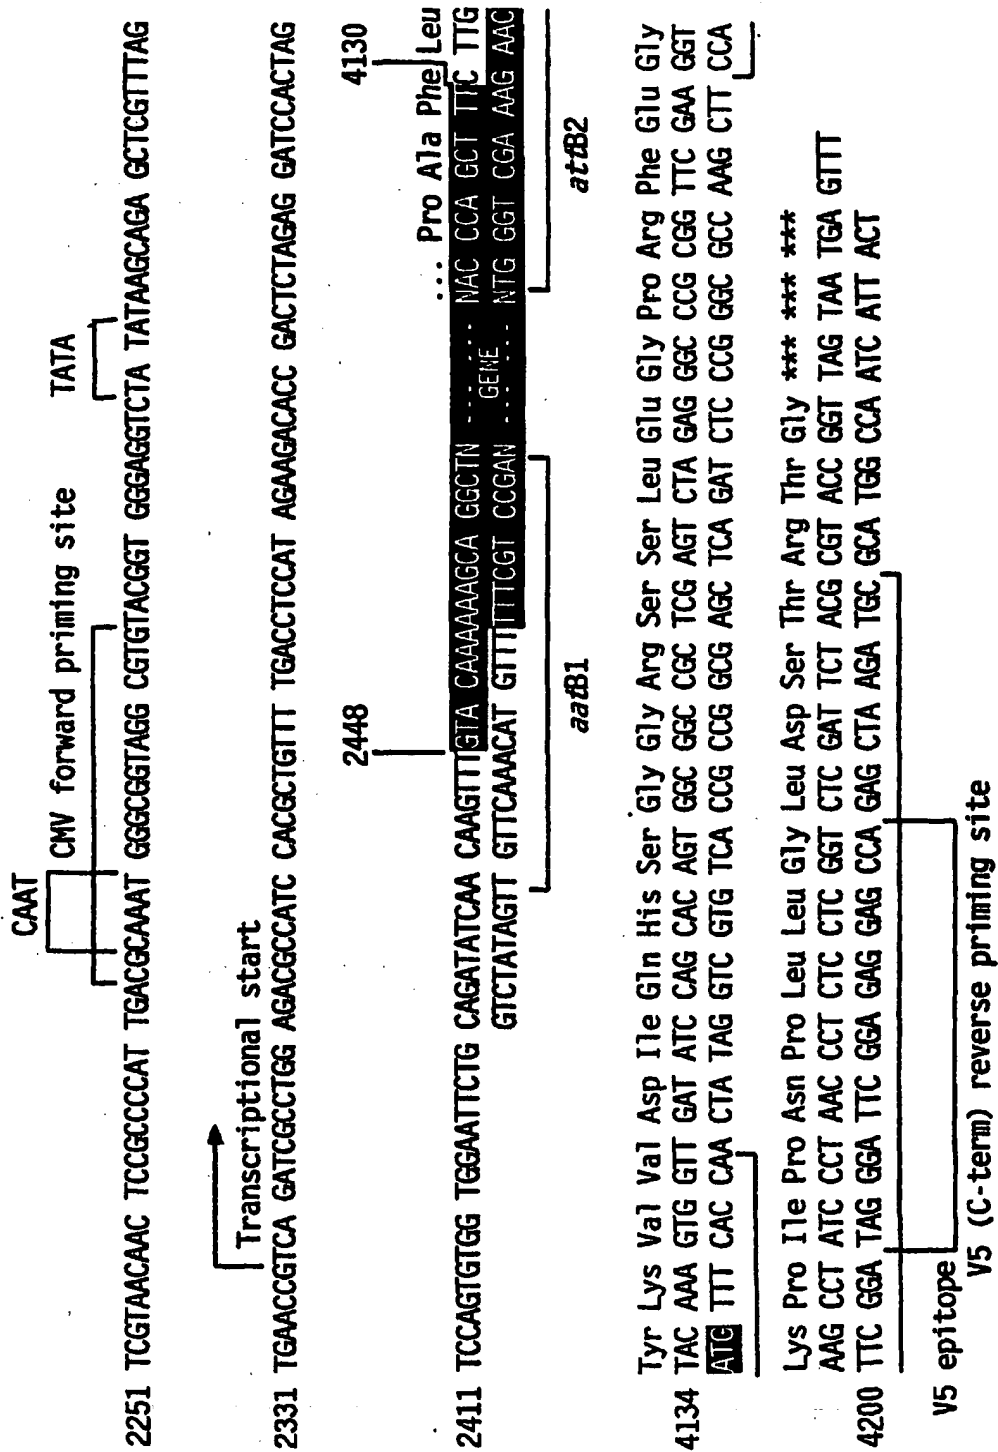 CAAT
CMV forward priming site
TATA
2251 TCGTAACAAC TCCGCCCCAT TGACGCAAAT GGGCGGTAGG CGTGTACGGT GGGAGGTCTA TATAAGCAGA GCTCGTTTAG
Transcriptional start
2331 TGAACCGTCA GATCGCCTGG AGACGCCATC CACGCTGTTT TGACCTCCAT AGAAGACACC GACTCTAGAG GATCCACTAG
2448
4130
... Pro Ala Phe Leu
2411 TCCAGTGTGG TGGAATTCTG CAGATATCAA CAAGTTTGTA CAAAAAAGCA GGCTN ... ... NAC CCA GCT TTC TTG
GENE
GTCTATAGTT GTTCAAACAT GTTTTTTCGT CCGAN ... ... NTG GGT CGA AAG AAC
aatB1
attB2
Tyr Lys Val Val Asp Ile Gln His Ser Gly Gly Arg Ser Ser Leu Glu Gly Pro Arg Phe Glu Gly
4134 TAC AAA GTG GTT GAT ATC CAG CAC AGT GGC GGC CGC TCG AGT CTA GAG GGC CCG CGG TTC GAA GGT
ATG TTT CAC CAA CTA TAG GTC GTG TCA CCG CCG GCG AGC TCA GAT CTC CCG GGC GCC AAG CTT CCA
Lys Pro Ile Pro Asn Pro Leu Leu Gly Leu Asp Ser Thr Arg Thr Gly *** *** ***
AAG CCT ATC CCT AAC CCT CTC CTC GGT CTC GAT TCT ACG CGT ACC GGT TAG TAA TGA GTTT
4200 TTC GGA TAG GGA TTC GGA GAG GAG CCA GAG CTA AGA TGC GCA TGG CCA ATC ATT ACT
V5 epitope
V5 (C-term) reverse priming site